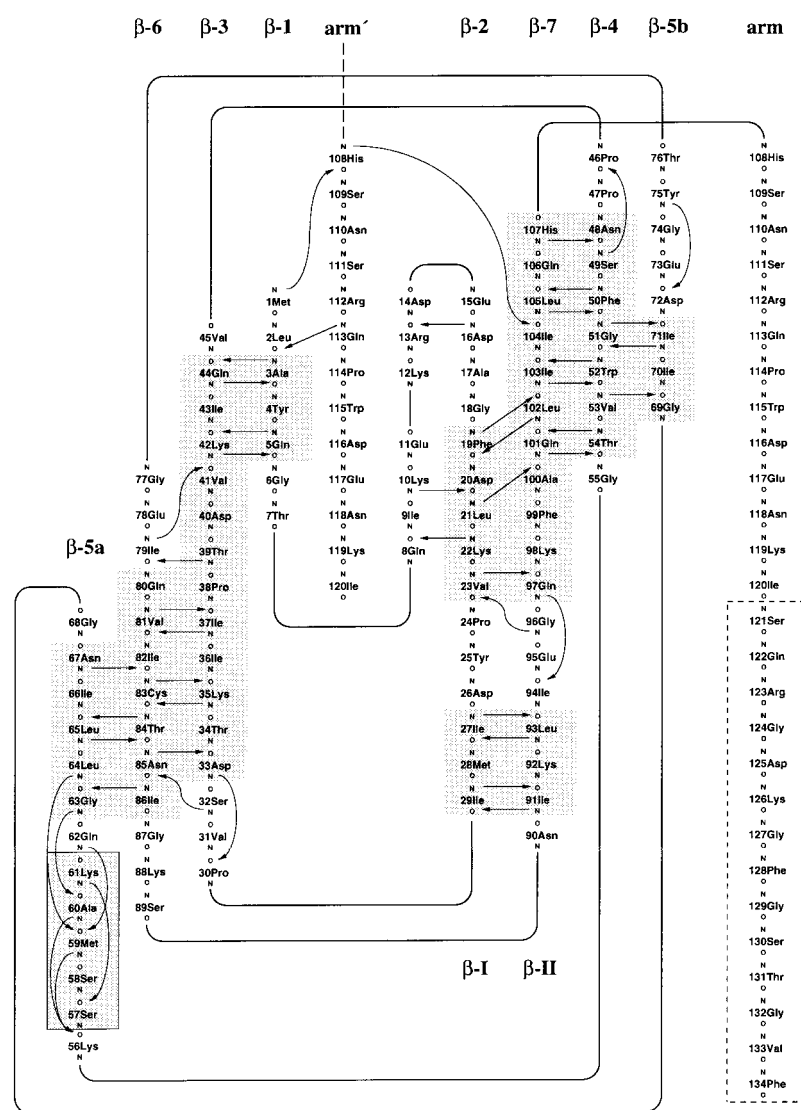 β-6 β-3 β-1 arm´ β-2 β-7 β-4 β-5b arm
108His 46Pro 76Thr 108His
109Ser 47Pro 75Tyr 109Ser
110Asn 107His 48Asn 74Gly 110Asn
111Ser 106Gln 49Ser 73Glu 111Ser
1Met 112Arg 14Asp 15Glu 105Leu 50Phe 72Asp 112Arg
45Val 2Leu 113Gln 13Arg 16Asp 104Ile 51Gly 71Ile 113Gln
44Gln 3Ala 114Pro 12Lys 17Ala 103Ile 52Trp 70Ile 114Pro
43Ile 4Tyr 115Trp 18Gly 102Leu 53Val 69Gly 115Trp
42Lys 5Gln 116Asp 11Glu 19Phe 101Gln 54Thr 116Asp
77Gly 41Val 6Gly 117Glu 10Lys 20Asp 100Ala 55Gly 117Glu
78Glu 40Asp 7Thr 118Asn 9Ile 21Leu 99Phe 118Asn
β-5a
79Ile 39Thr 119Lys 8Gln 22Lys 98Lys 119Lys
80Gln 38Pro 120Ile 23Val 97Gln 120Ile
68Gly 81Val 37Ile 24Pro 96Gly 121Ser
67Asn 82Ile 36Ile 25Tyr 95Glu 122Gln
66Ile 83Cys 35Lys 26Asp 94Ile 123Arg
65Leu 84Thr 34Thr 27Ile 93Leu 124Gly
64Leu 85Asn 33Asp 28Met 92Lys 125Asp
63Gly 86Ile 32Ser 29Ile 91Ile 126Lys
62Gln 87Gly 31Val 90Asn 127Gly
61Lys 88Lys 30Pro 128Phe
60Ala 89Ser 129Gly
59Met 130Ser
β-I β-II
58Ser 131Thr
57Ser 132Gly
56Lys 133Val
134Phe